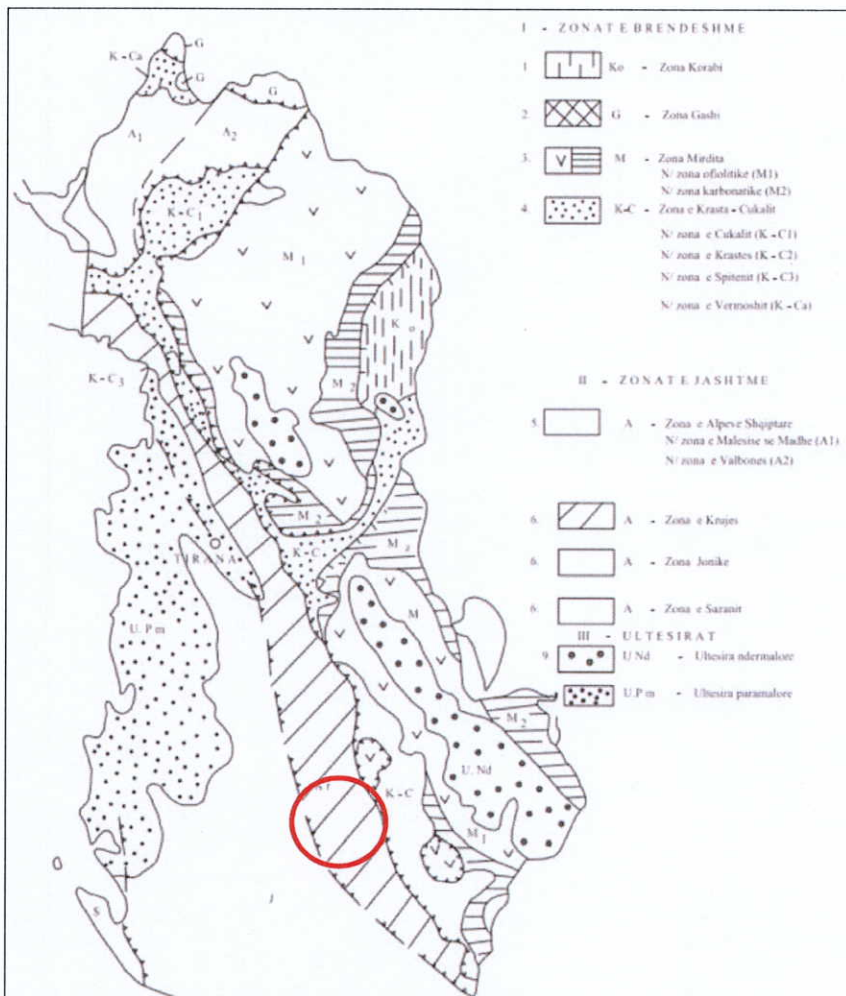 G
K - Ca
G
G
A1
A2
K - C1
M1
K o
K - C3
M2
M2
K - C
M2
TIRANA
M
U. P m
M2
U. Nd
K - C
M1
J
S
I - ZONAT E BRENDESHME
1 Ko - Zona Korabi
2. G - Zona Gashi
3. M - Zona Mirdita
N/ zona ofiolitike (M1)
N/ zona karbonatike (M2)
4. K-C - Zona e Krasta - Cukalit
N/ zona e Cukalit (K - C1)
N/ zona e Krastes (K - C2)
N/ zona e Spitenit (K - C3)
N/ zona e Vermoshit (K - Ca)
II - ZONAT E JASHTME
5. A - Zona e Alpeve Shqiptare
N/ zona e Malesise se Madhe (A1)
N/ zona e Valbones (A2)
6. A - Zona e Krujes
6. A - Zona Jonike
6. A - Zona e Sazanit
III - ULTESIRAT
9. U.Nd - Ultesira ndermalore
U.P m - Ultesira paramalore